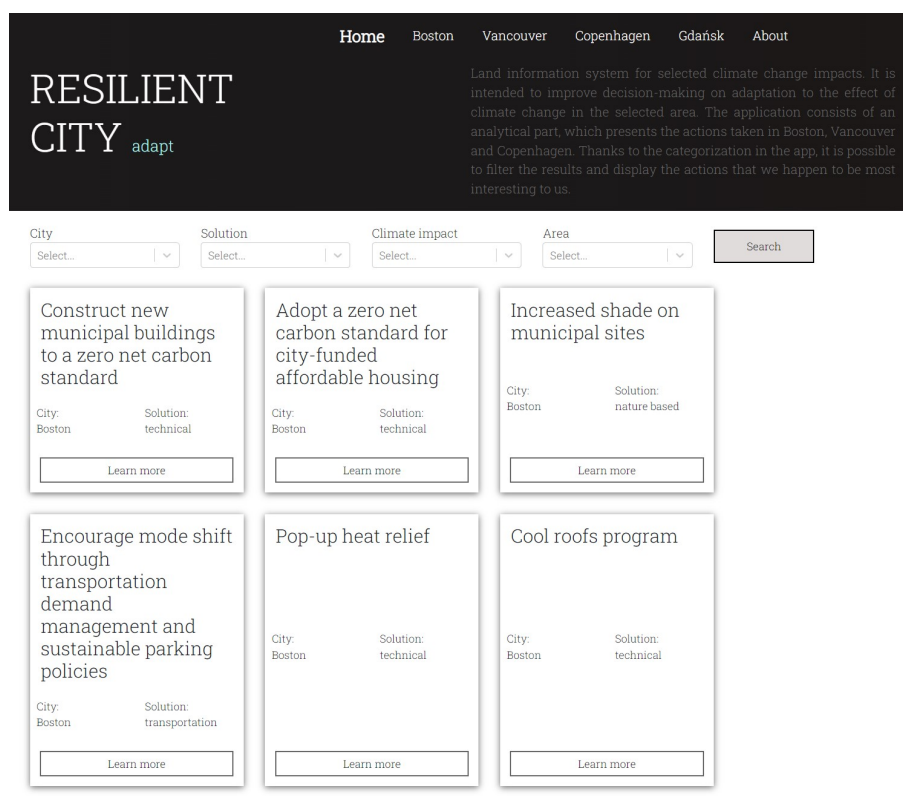 Home Boston Vancouver Copenhagen Gdańsk About
RESILIENT
CITY adapt
Land information system for selected climate change impacts. It is
intended to improve decision-making on adaptation to the effect of
climate change in the selected area. The application consists of an
analytical part, which presents the actions taken in Boston, Vancouver
and Copenhagen. Thanks to the categorization in the app, it is possible
to filter the results and display the actions that we happen to be most
interesting to us.
City Solution Climate impact Area
Select... Select... Select... Select... Search
Construct new
municipal buildings
to a zero net carbon
standard
City: Solution:
Boston technical
Learn more
Adopt a zero net
carbon standard for
city-funded
affordable housing
City: Solution:
Boston technical
Learn more
Increased shade on
municipal sites
City: Solution:
Boston nature based
Learn more
Encourage mode shift
through
transportation
demand
management and
sustainable parking
policies
City: Solution:
Boston transportation
Learn more
Pop-up heat relief
City: Solution:
Boston technical
Learn more
Cool roofs program
City: Solution:
Boston technical
Learn more